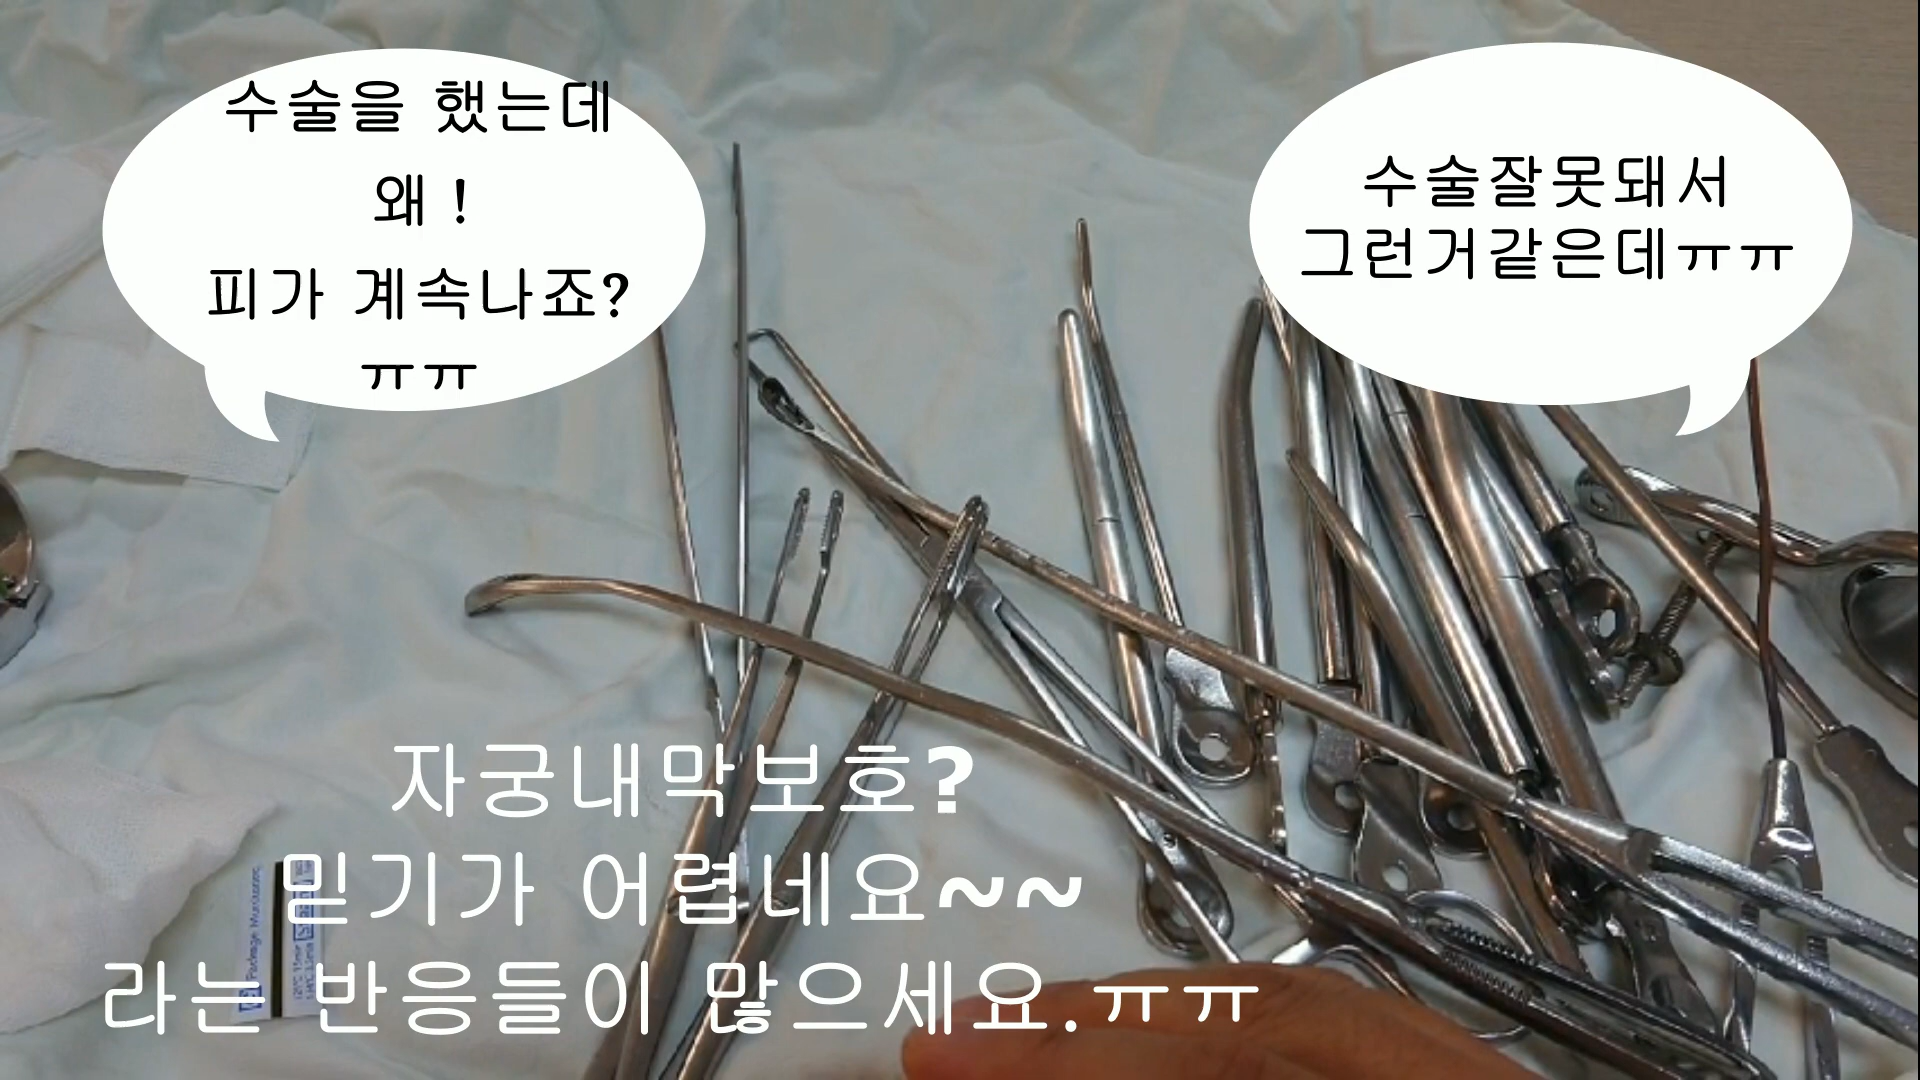 수술을 했는데
왜 !
피가 계속나죠?
ㅠㅠ
수술잘못돼서
그런거같은데ㅠㅠ
자궁내막보호?
믿기가 어렵네요~~
라는 반응들이 많으세요.ㅠㅠ
Package